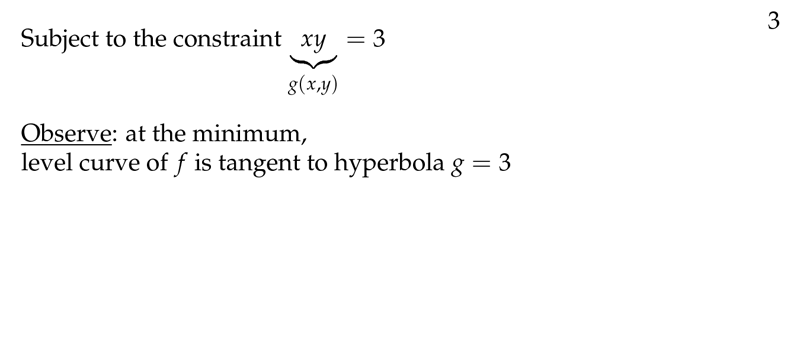 3
Subject to the constraint xy = 3
g(x,y)
Observe: at the minimum,
level curve of f is tangent to hyperbola g = 3